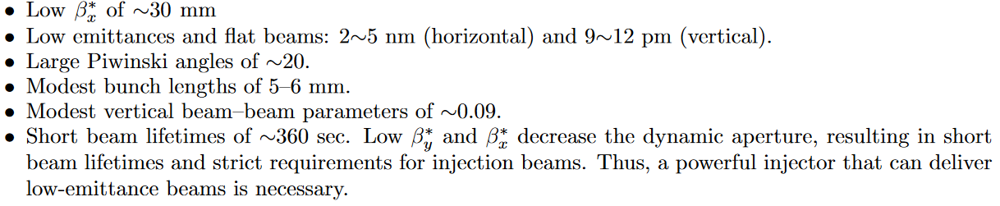 • Low β*x of ∼30 mm
• Low emittances and flat beams: 2∼5 nm (horizontal) and 9∼12 pm (vertical).
• Large Piwinski angles of ∼20.
• Modest bunch lengths of 5–6 mm.
• Modest vertical beam–beam parameters of ∼0.09.
• Short beam lifetimes of ∼360 sec. Low β*y and β*x decrease the dynamic aperture, resulting in short
beam lifetimes and strict requirements for injection beams. Thus, a powerful injector that can deliver
low-emittance beams is necessary.